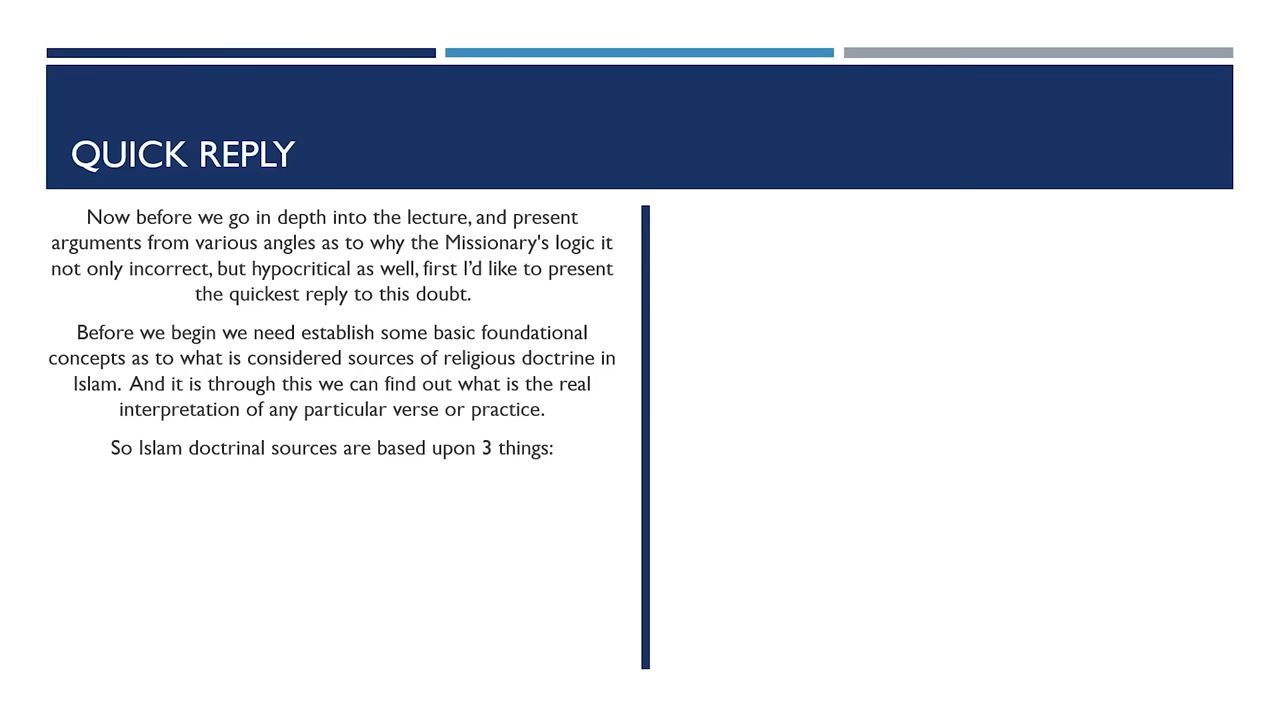 QUICK REPLY
Now before we go in depth into the lecture, and present
arguments from various angles as to why the Missionary's logic it
not only incorrect, but hypocritical as well, first I’d like to present
the quickest reply to this doubt.
Before we begin we need establish some basic foundational
concepts as to what is considered sources of religious doctrine in
Islam.  And it is through this we can find out what is the real
interpretation of any particular verse or practice.
So Islam doctrinal sources are based upon 3 things: